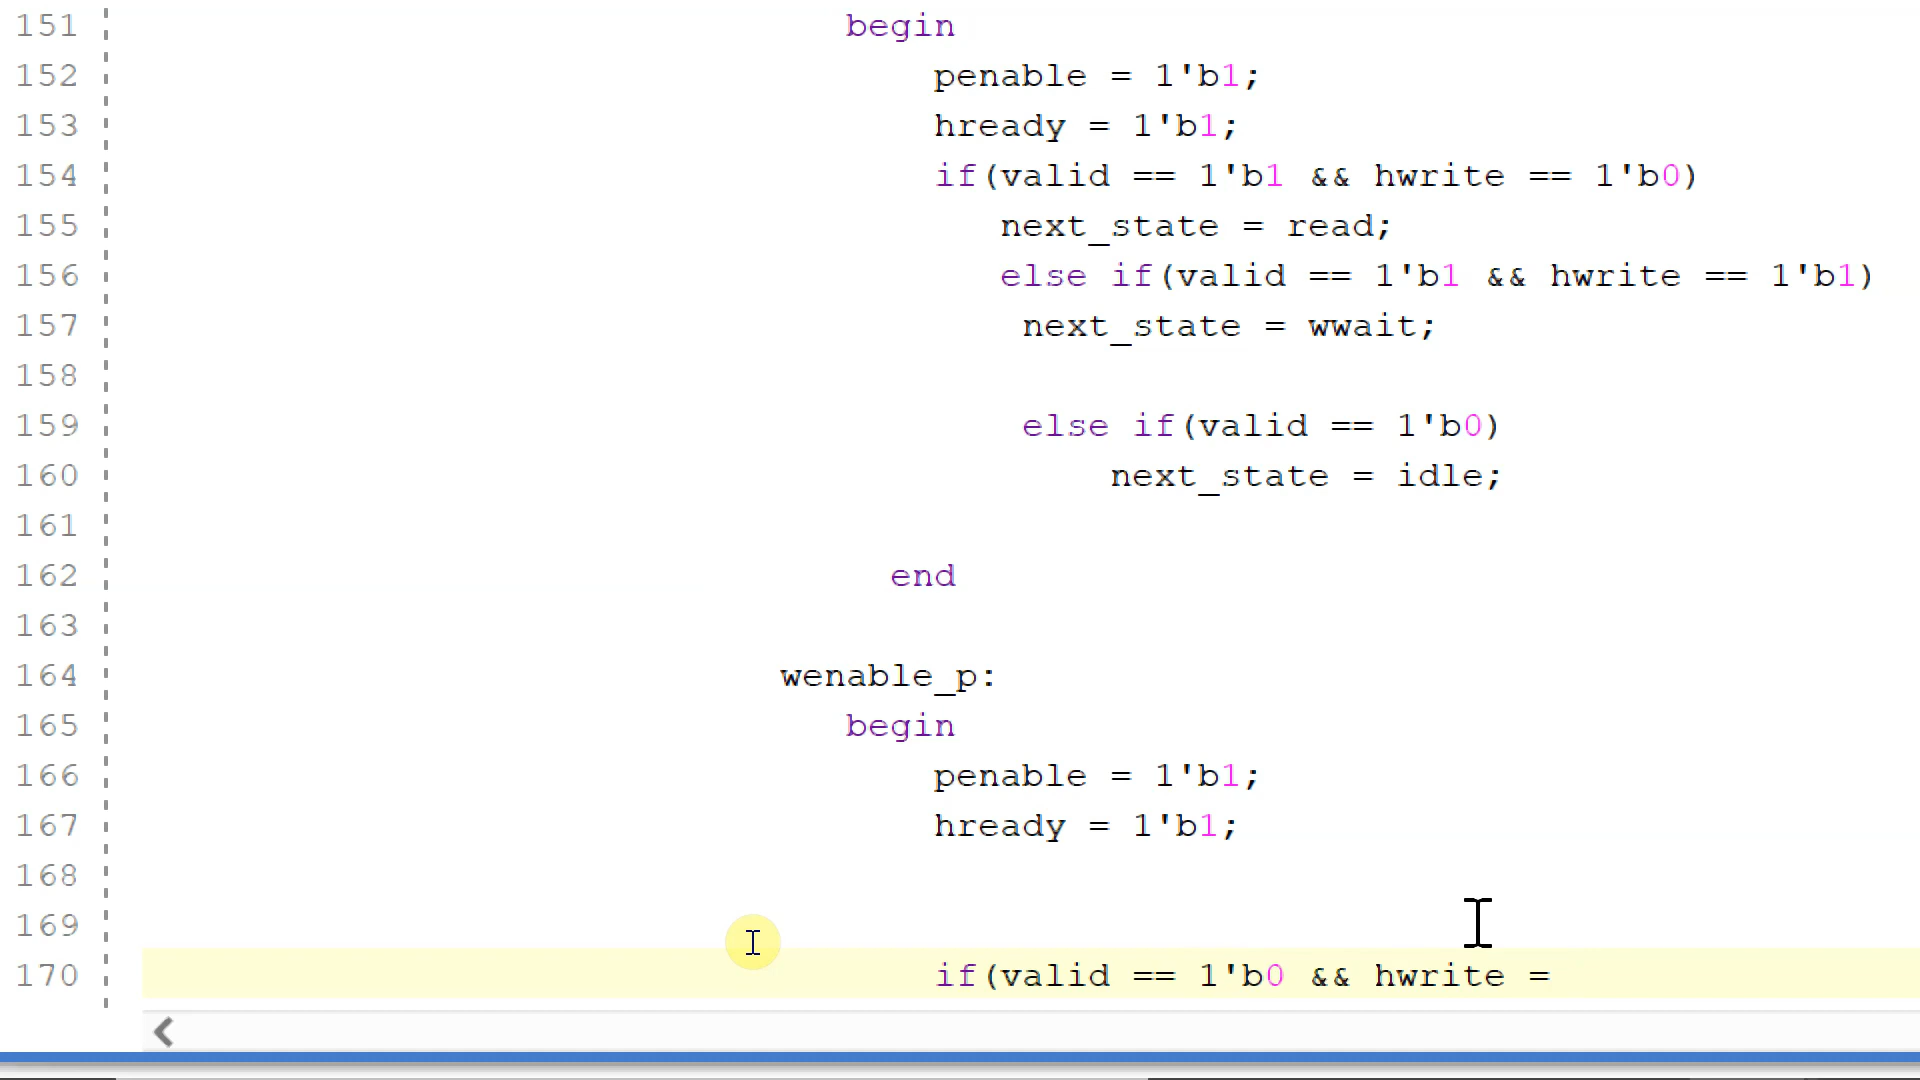 151 begin
152 penable = 1'b1;
153 hready = 1'b1;
154 if(valid == 1'b1 && hwrite == 1'b0)
155 next_state = read;
156 else if(valid == 1'b1 && hwrite == 1'b1)
157 next_state = wwait;
158
159 else if(valid == 1'b0)
160 next_state = idle;
161
162 end
163
164 wenable_p:
165 begin
166 penable = 1'b1;
167 hready = 1'b1;
168
169
170 if(valid == 1'b0 && hwrite =